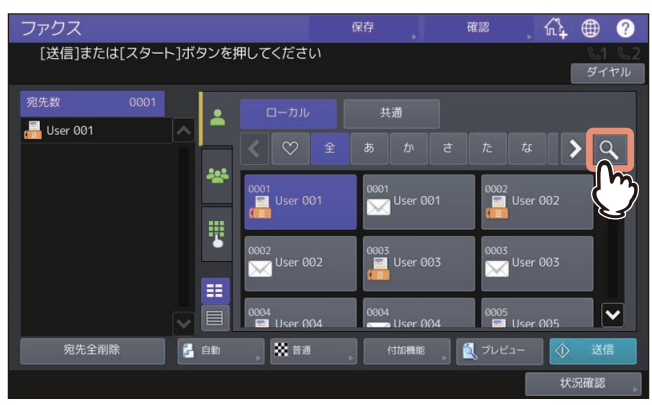 ファクス
保存
確認
?
[送信]または[スタート]ボタンを押してください
1 2
ダイヤル
宛先数 0001
User 001
ローカル
共通
全 あ か さ た な
0001
User 001
0001
User 001
0002
User 002
0002
User 002
0003
User 003
0003
User 003
0004
User 004
0004
User 004
0005
User 005
宛先全削除
自動
普通
付加機能
プレビュー
送信
状況確認